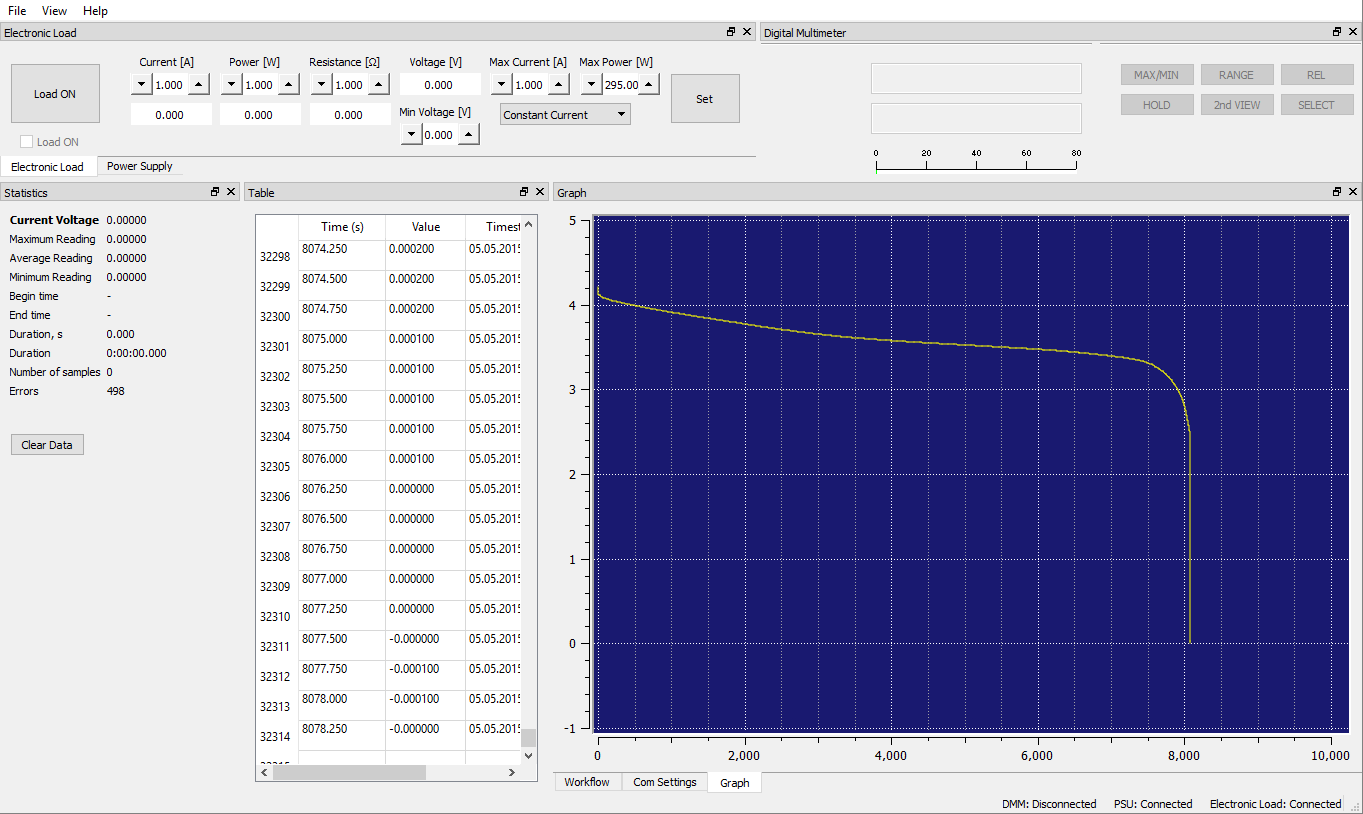 File View Help
Electronic Load
Digital Multimeter
Load ON
Current [A] Power [W] Resistance [Ω] Voltage [V] Max Current [A] Max Power [W]
1.000 1.000 1.000 0.000 1.000 295.00
0.000 0.000 0.000
Min Voltage [V]
0.000
Constant Current
Set
Load ON
MAX/MIN RANGE REL
HOLD 2nd VIEW SELECT
0 20 40 60 80
Electronic Load Power Supply
Statistics
Current Voltage 0.00000
Maximum Reading 0.00000
Average Reading 0.00000
Minimum Reading 0.00000
Begin time -
End time -
Duration, s 0.000
Duration 0:00:00.000
Number of samples 0
Errors 498
Clear Data
Table
Time (s) Value Timest
32298 8074.250 0.000200 05.05.2015
32299 8074.500 0.000200 05.05.2015
32300 8074.750 0.000200 05.05.2015
32301 8075.000 0.000100 05.05.2015
32302 8075.250 0.000100 05.05.2015
32303 8075.500 0.000100 05.05.2015
32304 8075.750 0.000100 05.05.2015
32305 8076.000 0.000100 05.05.2015
32306 8076.250 0.000000 05.05.2015
32307 8076.500 0.000000 05.05.2015
32308 8076.750 0.000000 05.05.2015
32309 8077.000 0.000000 05.05.2015
32310 8077.250 0.000000 05.05.2015
32311 8077.500 -0.000000 05.05.2015
32312 8077.750 -0.000100 05.05.2015
32313 8078.000 -0.000100 05.05.2015
32314 8078.250 -0.000000 05.05.2015
Graph
5
4
3
2
1
0
-1
0 2,000 4,000 6,000 8,000 10,000
Workflow Com Settings Graph
DMM: Disconnected PSU: Connected Electronic Load: Connected